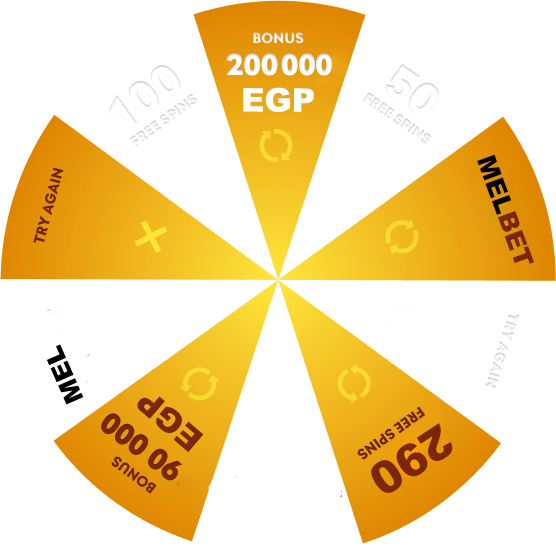 BONUS
200 000
EGP
50
FREE SPINS
MELBET
TRY AGAIN
290
FREE SPINS
BONUS
90 000
EGP
MEL
TRY AGAIN
100
FREE SPINS